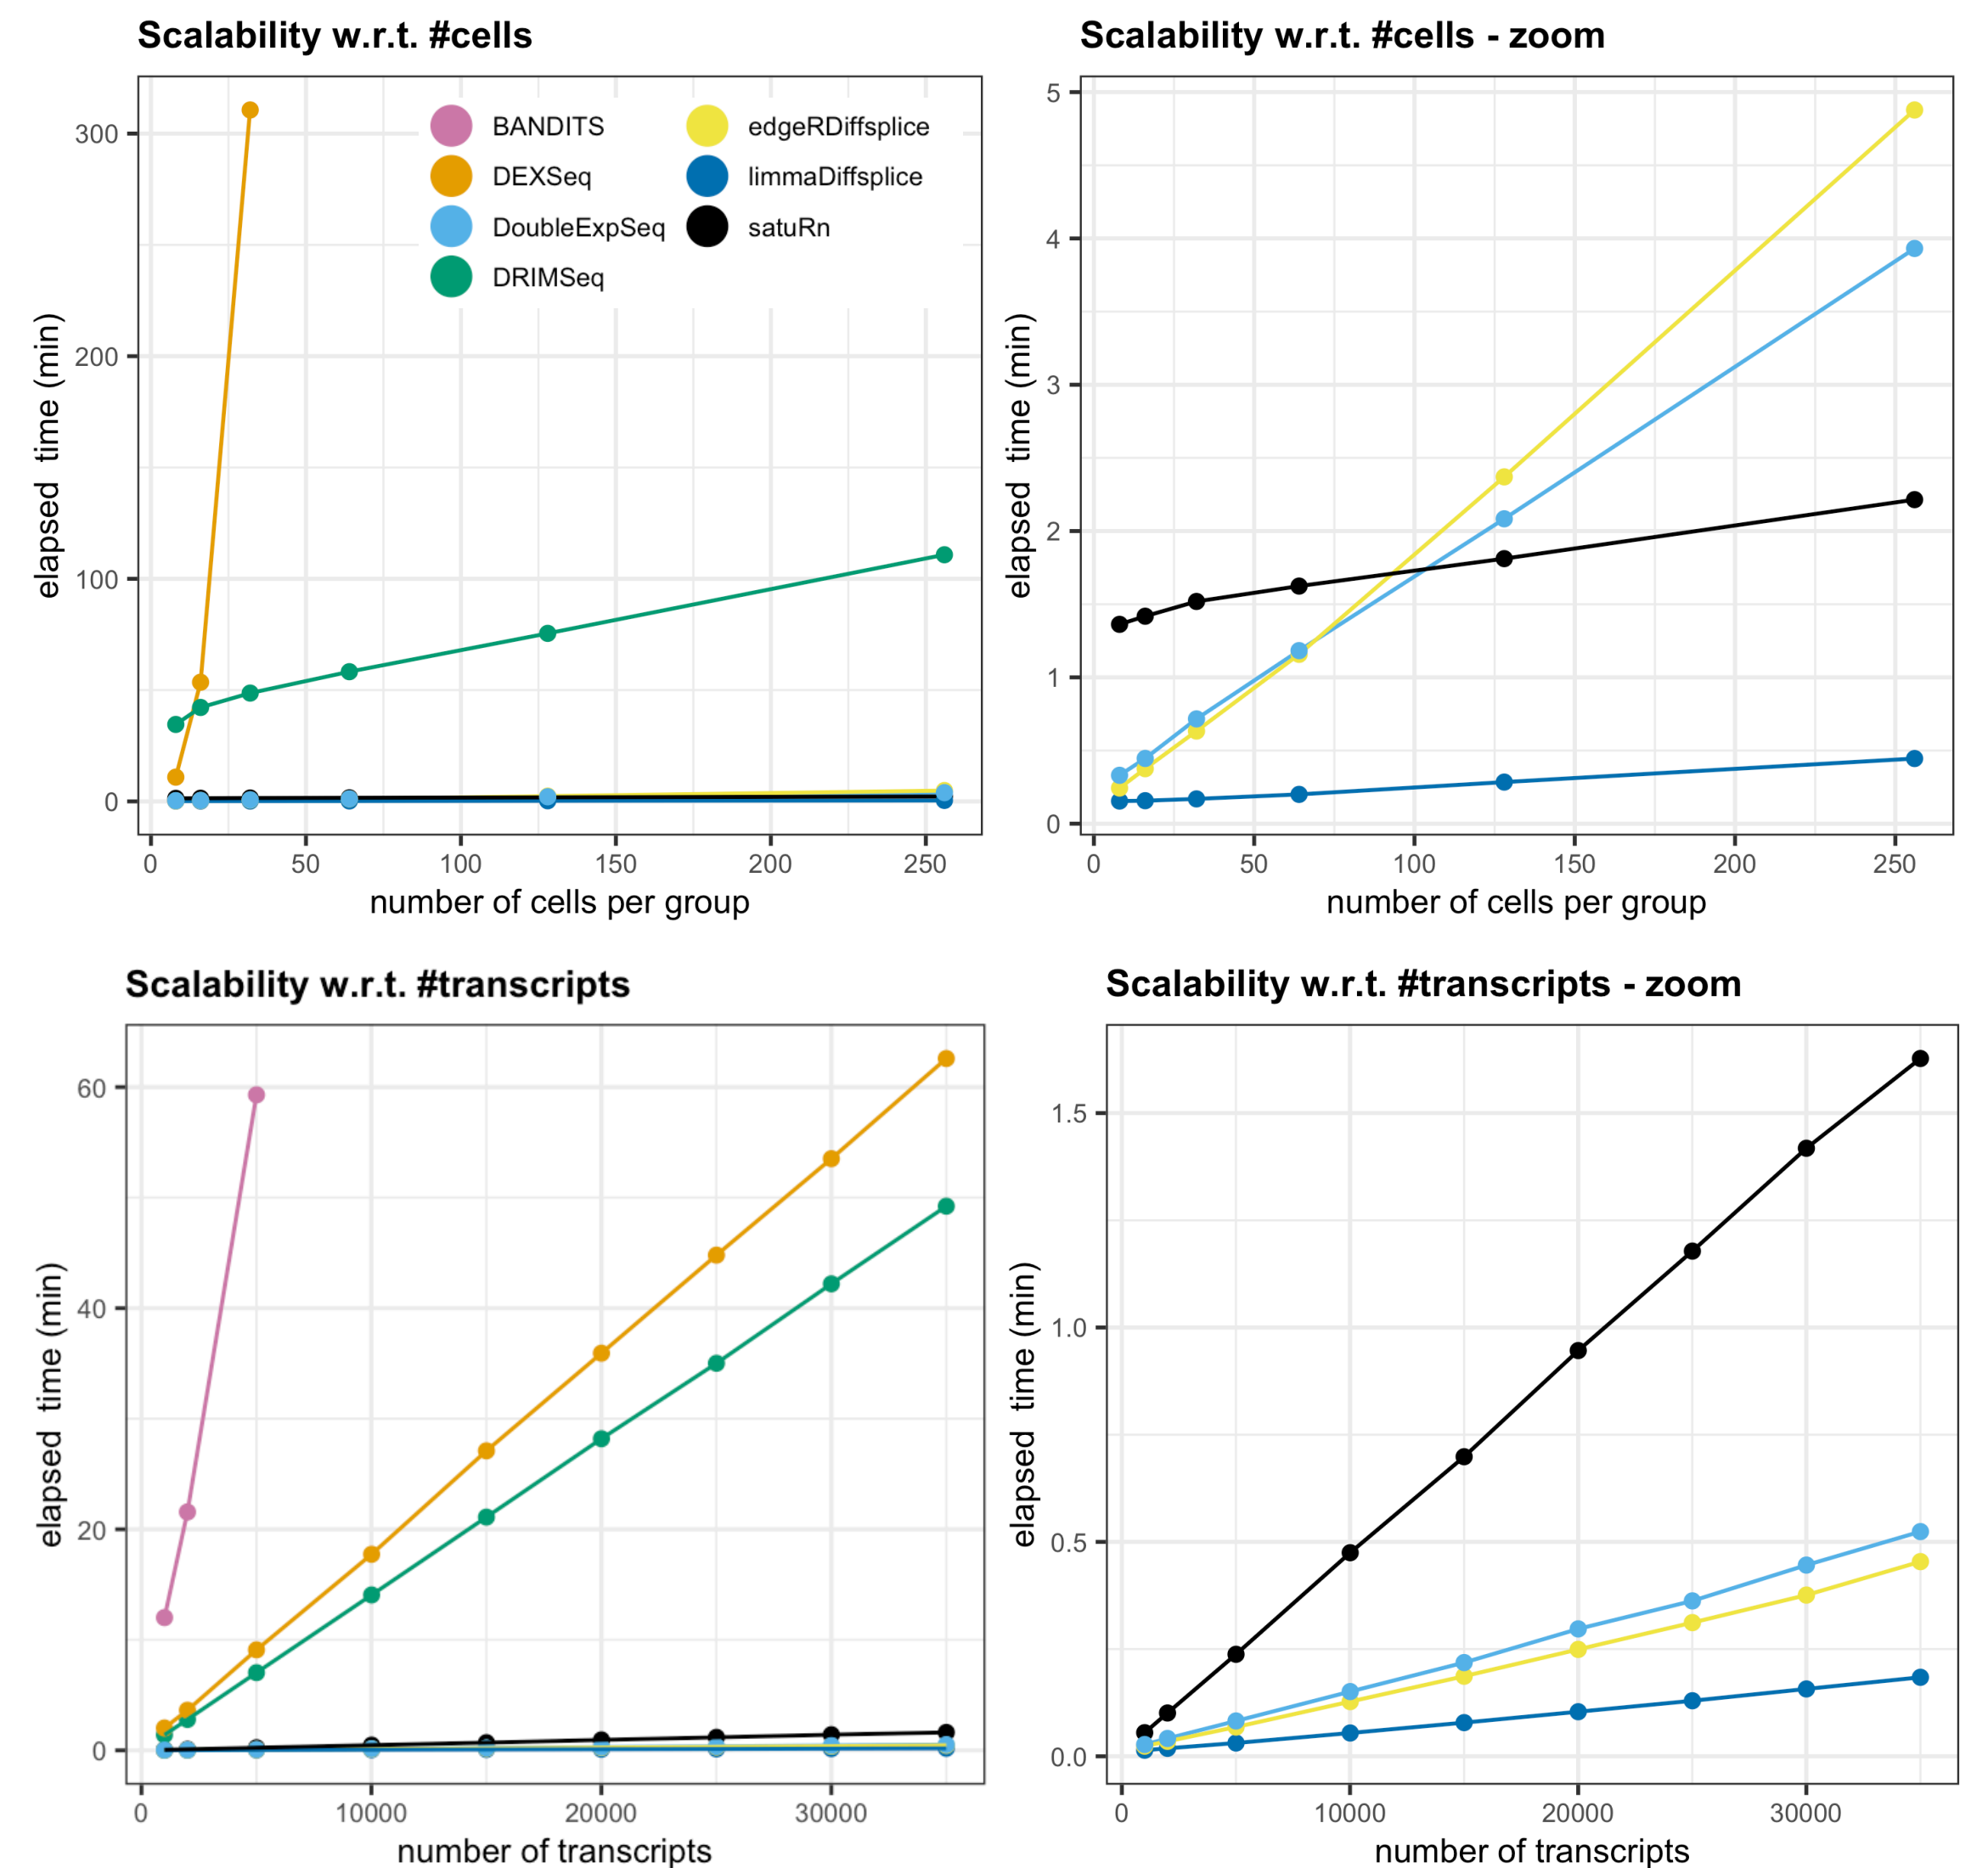 Scalability w.r.t. #cells
300
200
100
0
0 50 100 150 200 250
elapsed time (min)
number of cells per group
BANDITS
DEXSeq
DoubleExpSeq
DRIMSeq
edgeRDiffsplice
limmaDiffsplice
satuRn
Scalability w.r.t. #cells - zoom
5
4
3
2
1
0
0 50 100 150 200 250
elapsed time (min)
number of cells per group
Scalability w.r.t. #transcripts
60
40
20
0
0 10000 20000 30000
elapsed time (min)
number of transcripts
Scalability w.r.t. #transcripts - zoom
1.5
1.0
0.5
0.0
0 10000 20000 30000
elapsed time (min)
number of transcripts